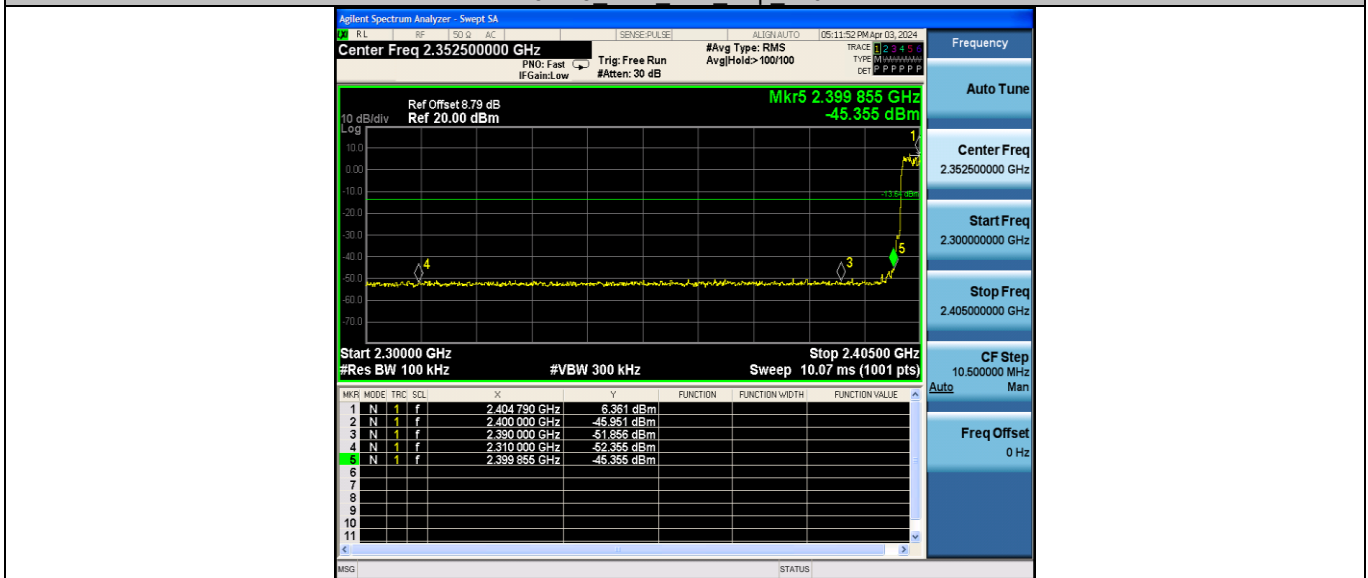 Agilent Spectrum Analyzer - Swept SA
RL RF 50 Ω AC SENSE:PULSE ALIGNAUTO 05:11:52 PM Apr 03, 2024
Center Freq 2.352500000 GHz
PNO: Fast
IFGain:Low
Trig: Free Run
#Atten: 30 dB
#Avg Type: RMS
Avg|Hold:> 100/100
TRACE 1 2 3 4 5 6
TYPE M
DET P P P P P P
Mkr5 2.399 855 GHz
-45.355 dBm
Ref Offset 8.79 dB
10 dB/div Ref 20.00 dBm
Log
10.0
0.00
-10.0
-20.0
-30.0
-40.0
-50.0
-60.0
-70.0
1
-13.64 dBm
5
3
4
Start 2.30000 GHz Stop 2.40500 GHz
#Res BW 100 kHz #VBW 300 kHz Sweep 10.07 ms (1001 pts)
MKR MODE TRC SCL X Y FUNCTION FUNCTION WIDTH FUNCTION VALUE
1 N 1 f 2.404 790 GHz 6.361 dBm
2 N 1 f 2.400 000 GHz -45.951 dBm
3 N 1 f 2.390 000 GHz -51.856 dBm
4 N 1 f 2.310 000 GHz -52.355 dBm
5 N 1 f 2.399 855 GHz -45.355 dBm
6
7
8
9
10
11
MSG STATUS
Frequency
Auto Tune
Center Freq
2.352500000 GHz
Start Freq
2.300000000 GHz
Stop Freq
2.405000000 GHz
CF Step
10.500000 MHz
Auto Man
Freq Offset
0 Hz